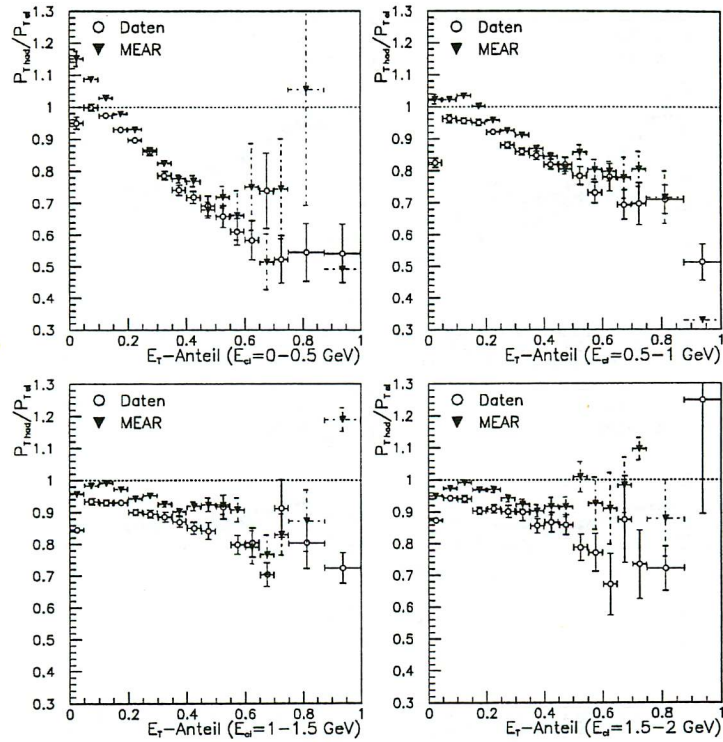 P_T had/P_T el
1.3
1.2
1.1
1
0.9
0.8
0.7
0.6
0.5
0.4
0.3
Daten
MEAR
0 0.2 0.4 0.6 0.8 1
E_T-Anteil (E_cl=0-0.5 GeV)
P_T had/P_T el
1.3
1.2
1.1
1
0.9
0.8
0.7
0.6
0.5
0.4
0.3
Daten
MEAR
0 0.2 0.4 0.6 0.8 1
E_T-Anteil (E_cl=0.5-1 GeV)
P_T had/P_T el
1.3
1.2
1.1
1
0.9
0.8
0.7
0.6
0.5
0.4
0.3
Daten
MEAR
0 0.2 0.4 0.6 0.8 1
E_T-Anteil (E_cl=1-1.5 GeV)
P_T had/P_T el
1.3
1.2
1.1
1
0.9
0.8
0.7
0.6
0.5
0.4
0.3
Daten
MEAR
0 0.2 0.4 0.6 0.8 1
E_T-Anteil (E_cl=1.5-2 GeV)